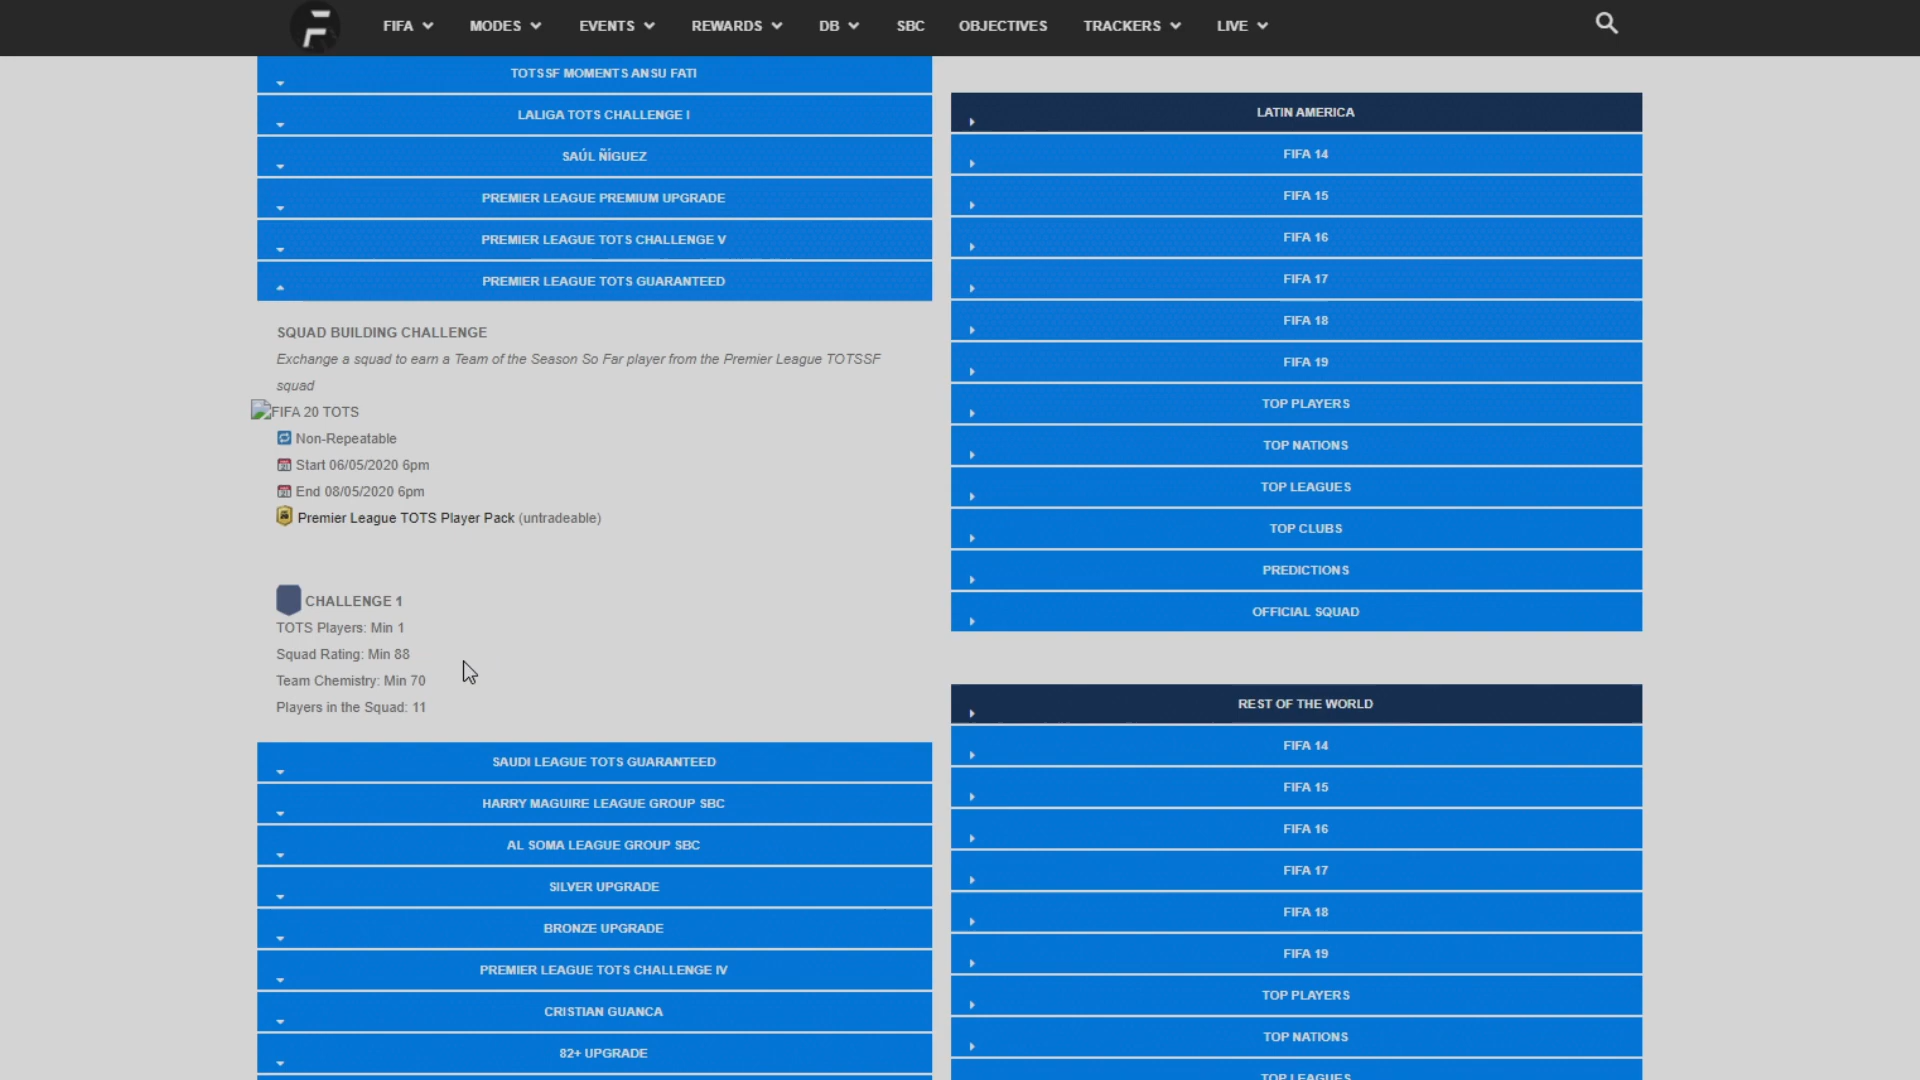 FIFA
MODES
EVENTS
REWARDS
DB
SBC
OBJECTIVES
TRACKERS
LIVE
TOTSSF MOMENTS ANSU FATI
LALIGA TOTS CHALLENGE I
SAÚL ÑÍGUEZ
PREMIER LEAGUE PREMIUM UPGRADE
PREMIER LEAGUE TOTS CHALLENGE V
PREMIER LEAGUE TOTS GUARANTEED
SQUAD BUILDING CHALLENGE
Exchange a squad to earn a Team of the Season So Far player from the Premier League TOTSSF
squad
FIFA 20 TOTS
Non-Repeatable
Start 06/05/2020 6pm
End 08/05/2020 6pm
Premier League TOTS Player Pack (untradeable)
CHALLENGE 1
TOTS Players: Min 1
Squad Rating: Min 88
Team Chemistry: Min 70
Players in the Squad: 11
SAUDI LEAGUE TOTS GUARANTEED
HARRY MAGUIRE LEAGUE GROUP SBC
AL SOMA LEAGUE GROUP SBC
SILVER UPGRADE
BRONZE UPGRADE
PREMIER LEAGUE TOTS CHALLENGE IV
CRISTIAN GUANCA
82+ UPGRADE
LATIN AMERICA
FIFA 14
FIFA 15
FIFA 16
FIFA 17
FIFA 18
FIFA 19
TOP PLAYERS
TOP NATIONS
TOP LEAGUES
TOP CLUBS
PREDICTIONS
OFFICIAL SQUAD
REST OF THE WORLD
FIFA 14
FIFA 15
FIFA 16
FIFA 17
FIFA 18
FIFA 19
TOP PLAYERS
TOP NATIONS
TOP LEAGUES